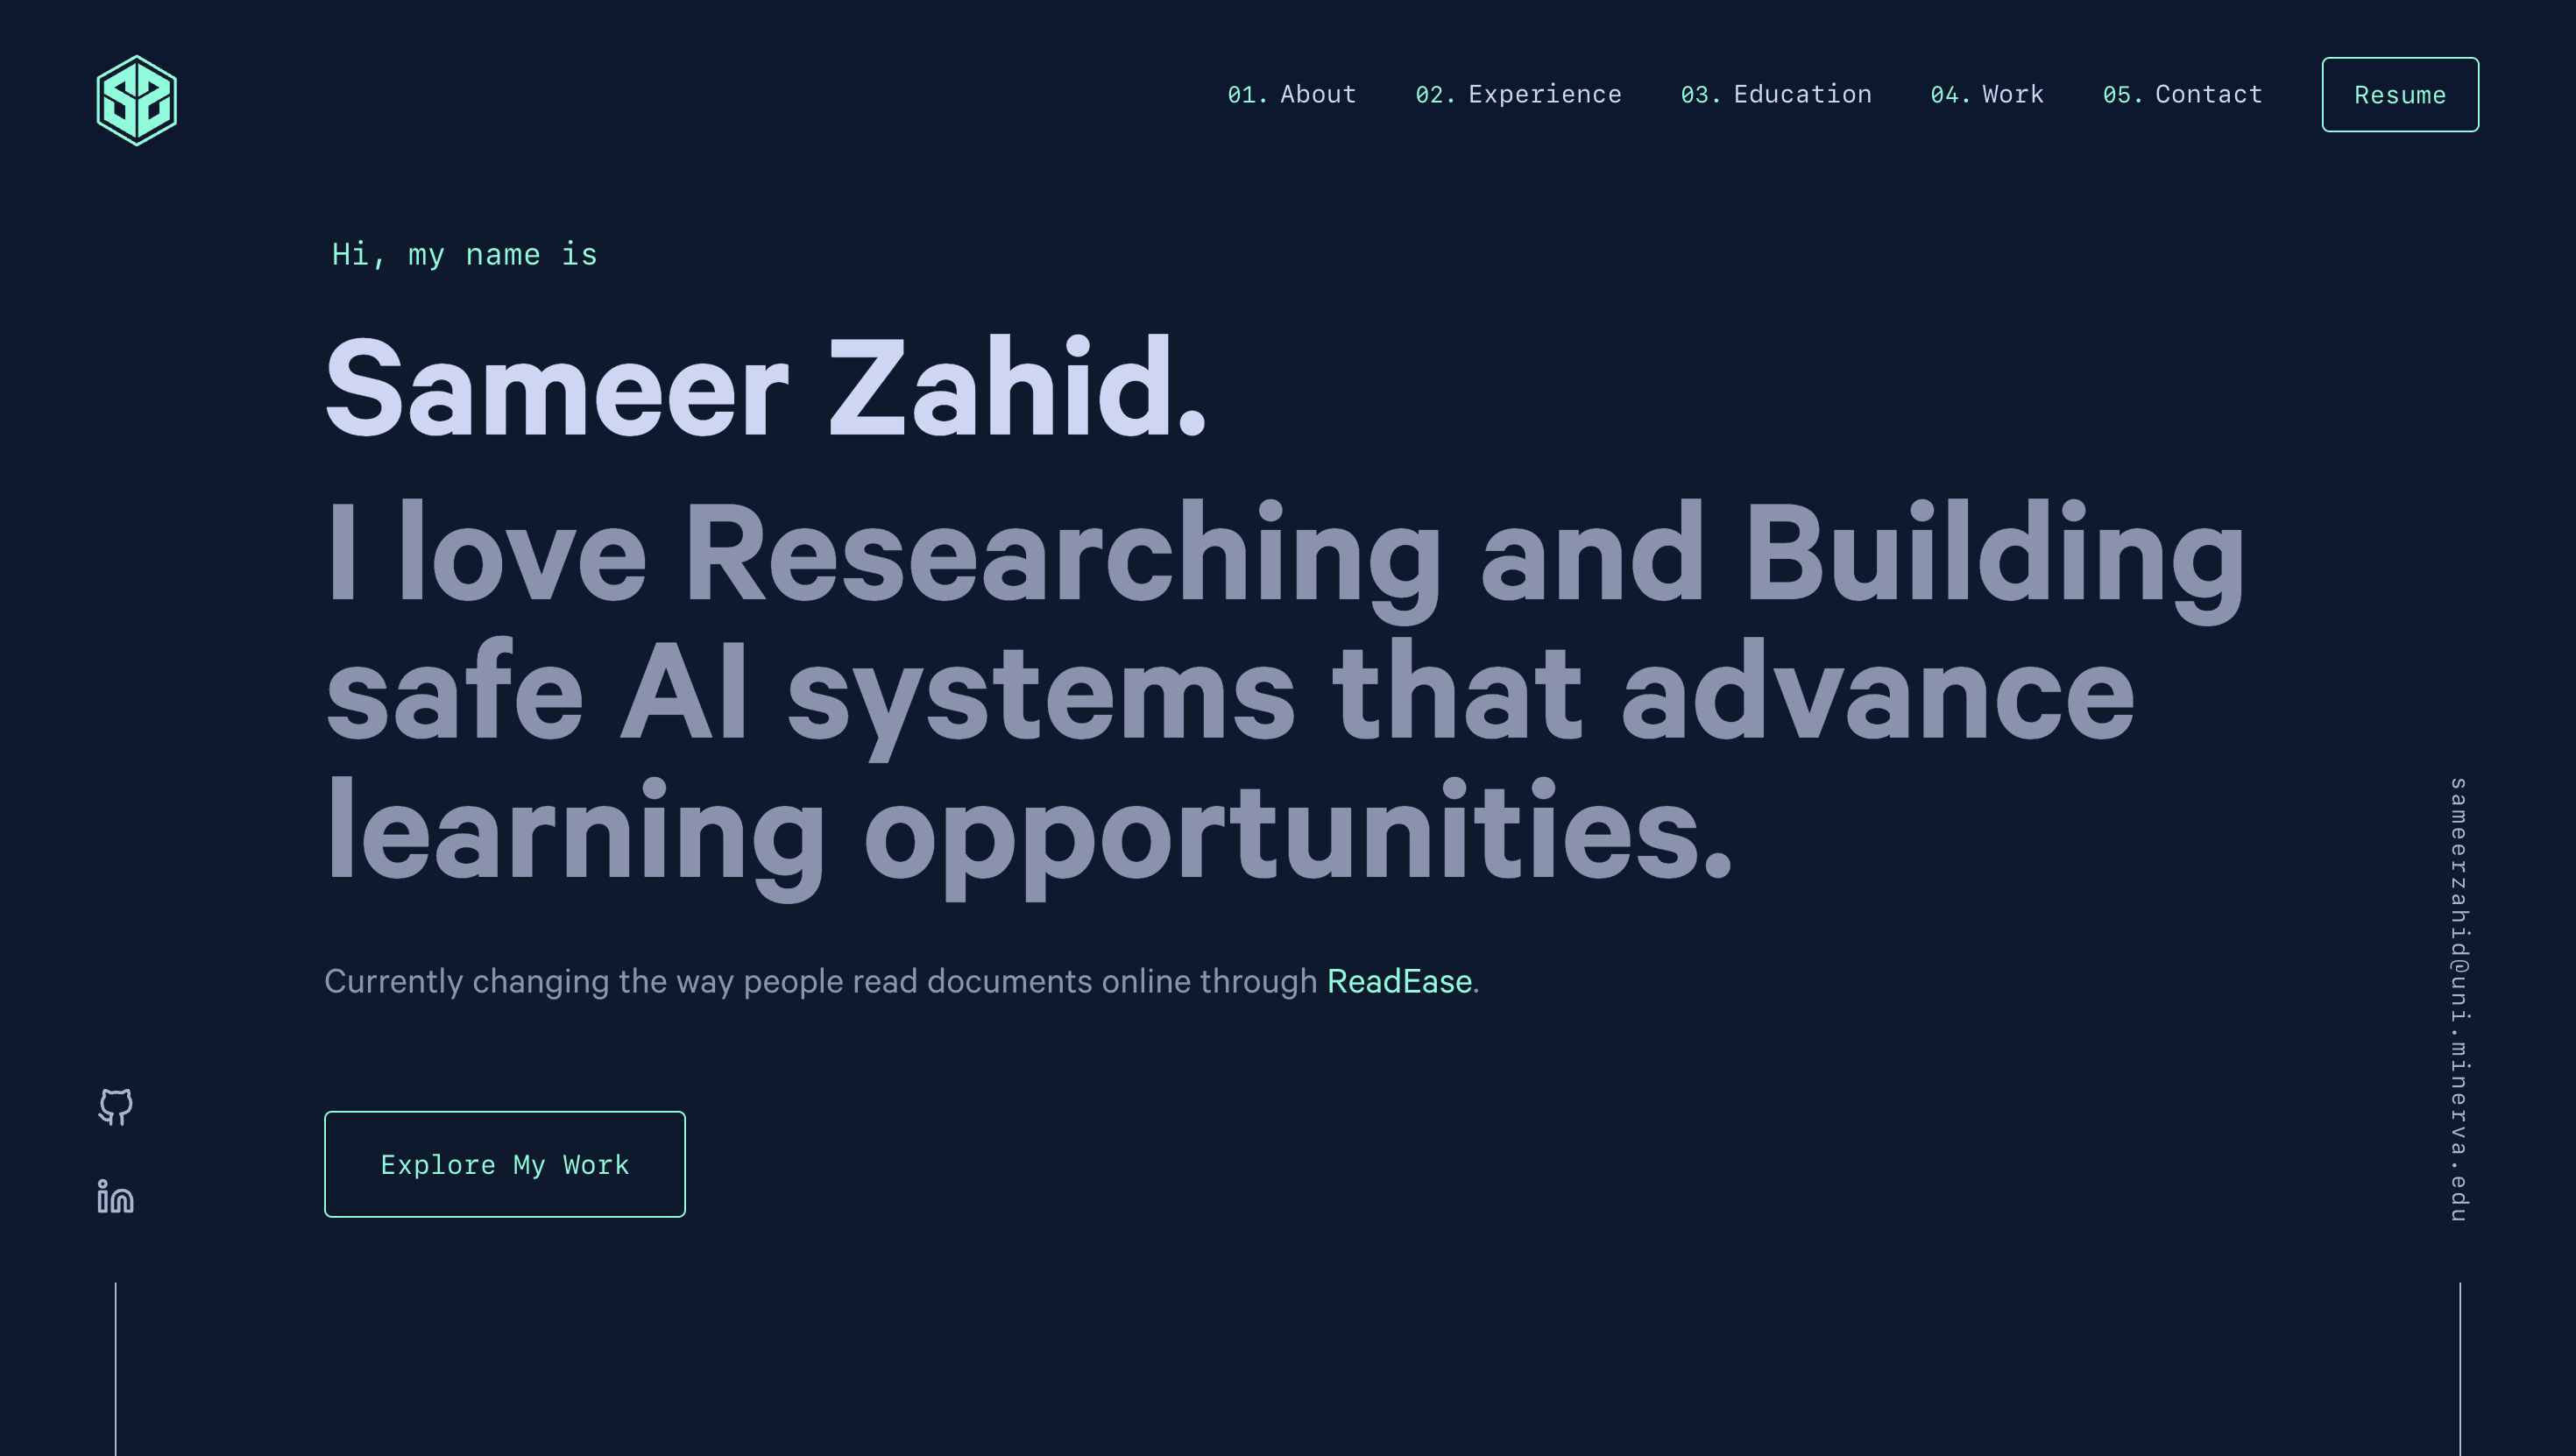 01. About 02. Experience 03. Education 04. Work 05. Contact Resume
Hi, my name is
Sameer Zahid.
I love Researching and Building
safe AI systems that advance
learning opportunities.
Currently changing the way people read documents online through ReadEase.
Explore My Work
sameerzahid@uni.minerva.edu